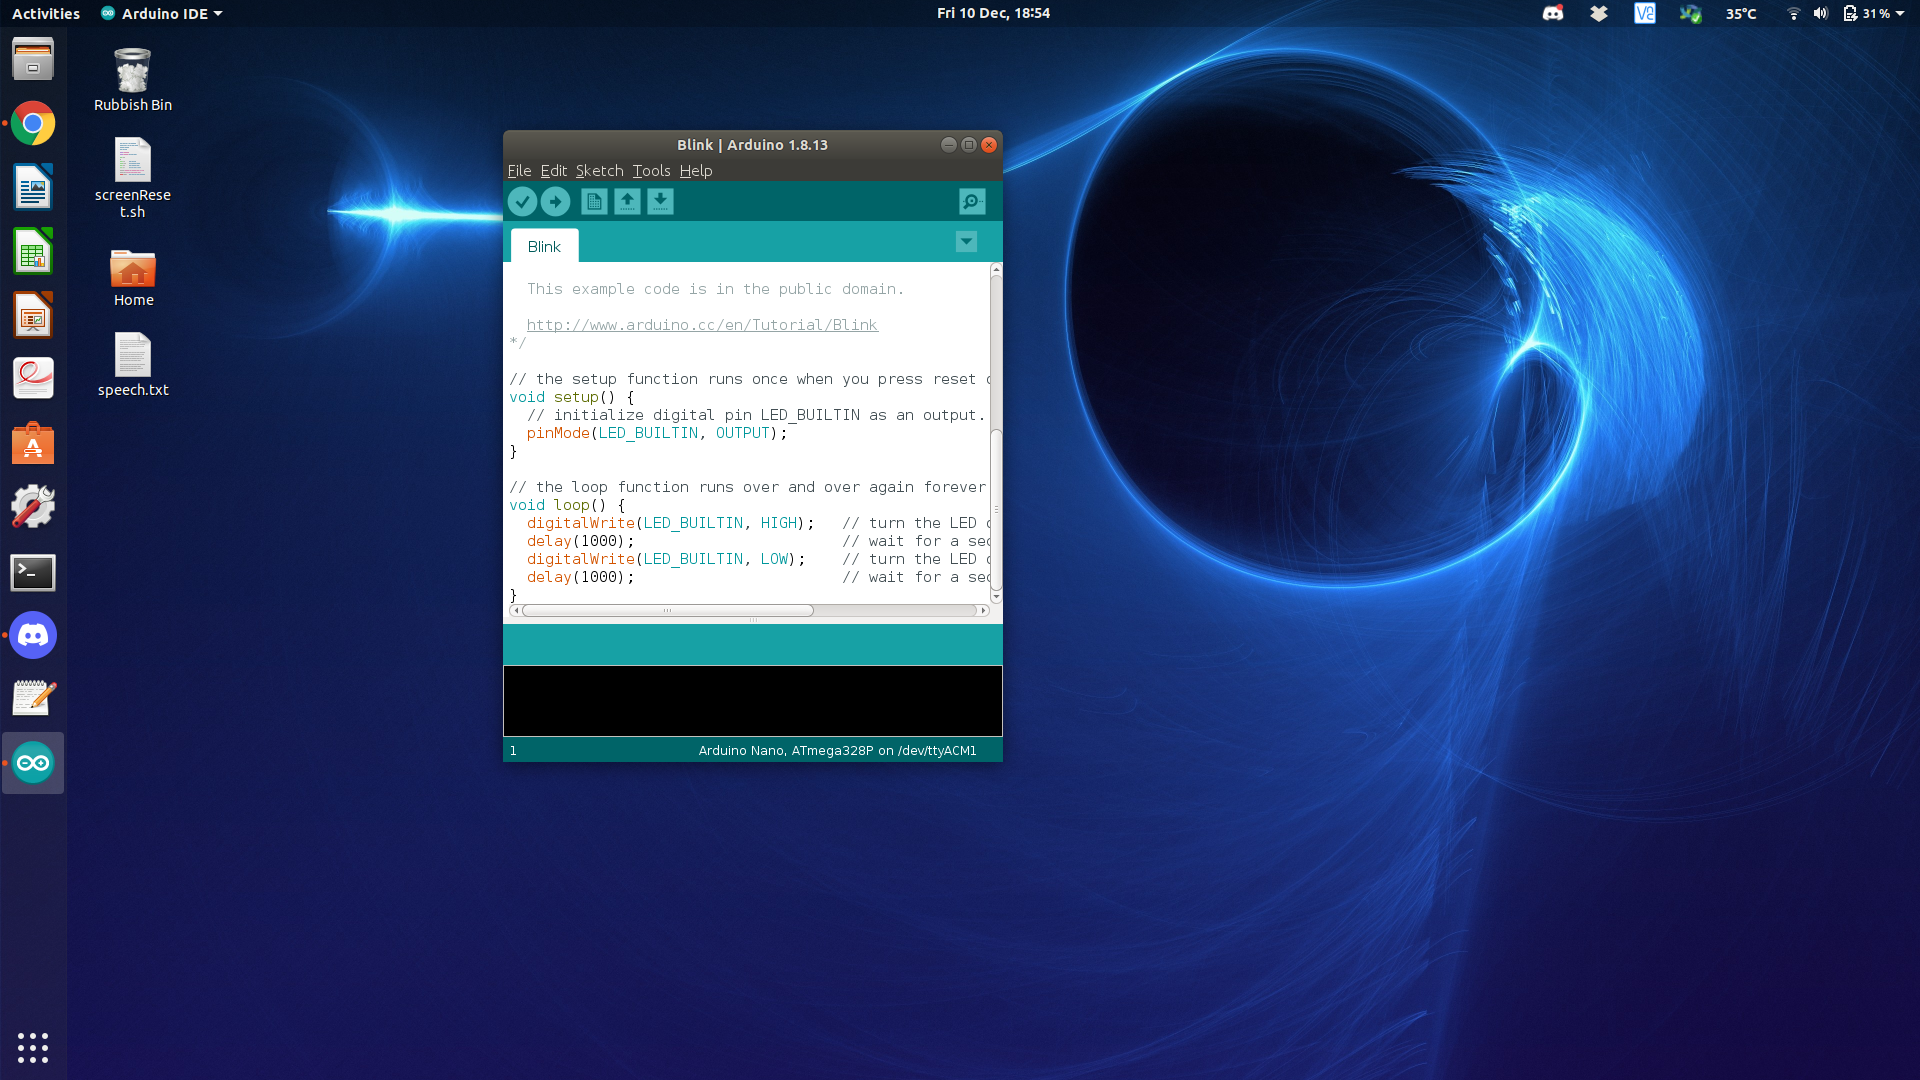 Activities
Arduino IDE
Fri 10 Dec, 18:54
35°C
31%
Rubbish Bin
screenRese
t.sh
Home
speech.txt
Blink | Arduino 1.8.13
File Edit Sketch Tools Help
Blink
This example code is in the public domain.
http://www.arduino.cc/en/Tutorial/Blink
*/
// the setup function runs once when you press reset
void setup() {
// initialize digital pin LED_BUILTIN as an output.
pinMode(LED_BUILTIN, OUTPUT);
}
// the loop function runs over and over again forever
void loop() {
digitalWrite(LED_BUILTIN, HIGH); // turn the LED
delay(1000); // wait for a sec
digitalWrite(LED_BUILTIN, LOW); // turn the LED
delay(1000); // wait for a sec
}
1
Arduino Nano, ATmega328P on /dev/ttyACM1